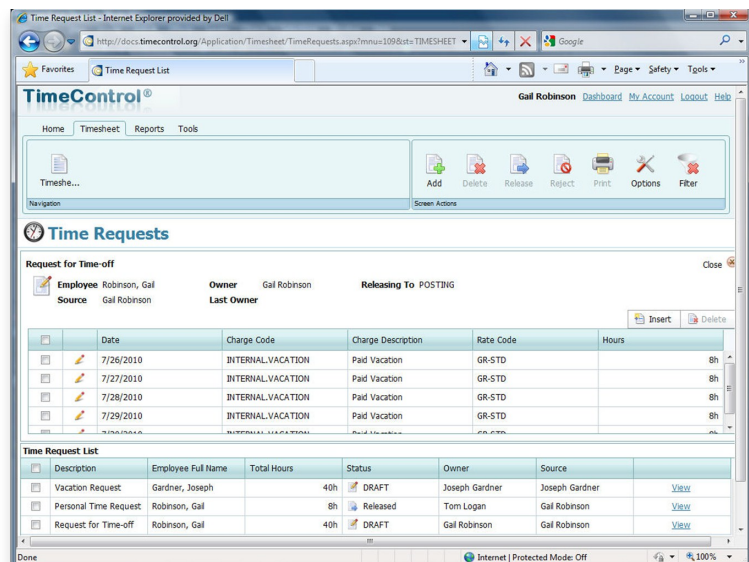 Time Request List - Internet Explorer provided by Dell
http://docs.timecontrol.org/Application/Timesheet/TimeRequests.aspx?mnu=109&st=TIMESHEET
Google
Favorites
Time Request List
Page
Safety
Tools
TimeControl®
Gail Robinson Dashboard My Account Logout Help
Home Timesheet Reports Tools
Timeshe...
Add Delete Release Reject Print Options Filter
Navigation
Screen Actions
Time Requests
Request for Time-off
Close
Employee Robinson, Gail Owner Gail Robinson Releasing To POSTING
Source Gail Robinson Last Owner
Insert Delete
Date Charge Code Charge Description Rate Code Hours
7/26/2010 INTERNAL.VACATION Paid Vacation GR-STD 8h
7/27/2010 INTERNAL.VACATION Paid Vacation GR-STD 8h
7/28/2010 INTERNAL.VACATION Paid Vacation GR-STD 8h
7/29/2010 INTERNAL.VACATION Paid Vacation GR-STD 8h
Time Request List
Description Employee Full Name Total Hours Status Owner Source
Vacation Request Gardner, Joseph 40h DRAFT Joseph Gardner Joseph Gardner View
Personal Time Request Robinson, Gail 8h Released Tom Logan Gail Robinson View
Request for Time-off Robinson, Gail 40h DRAFT Gail Robinson Gail Robinson View
Done
Internet | Protected Mode: Off
100%